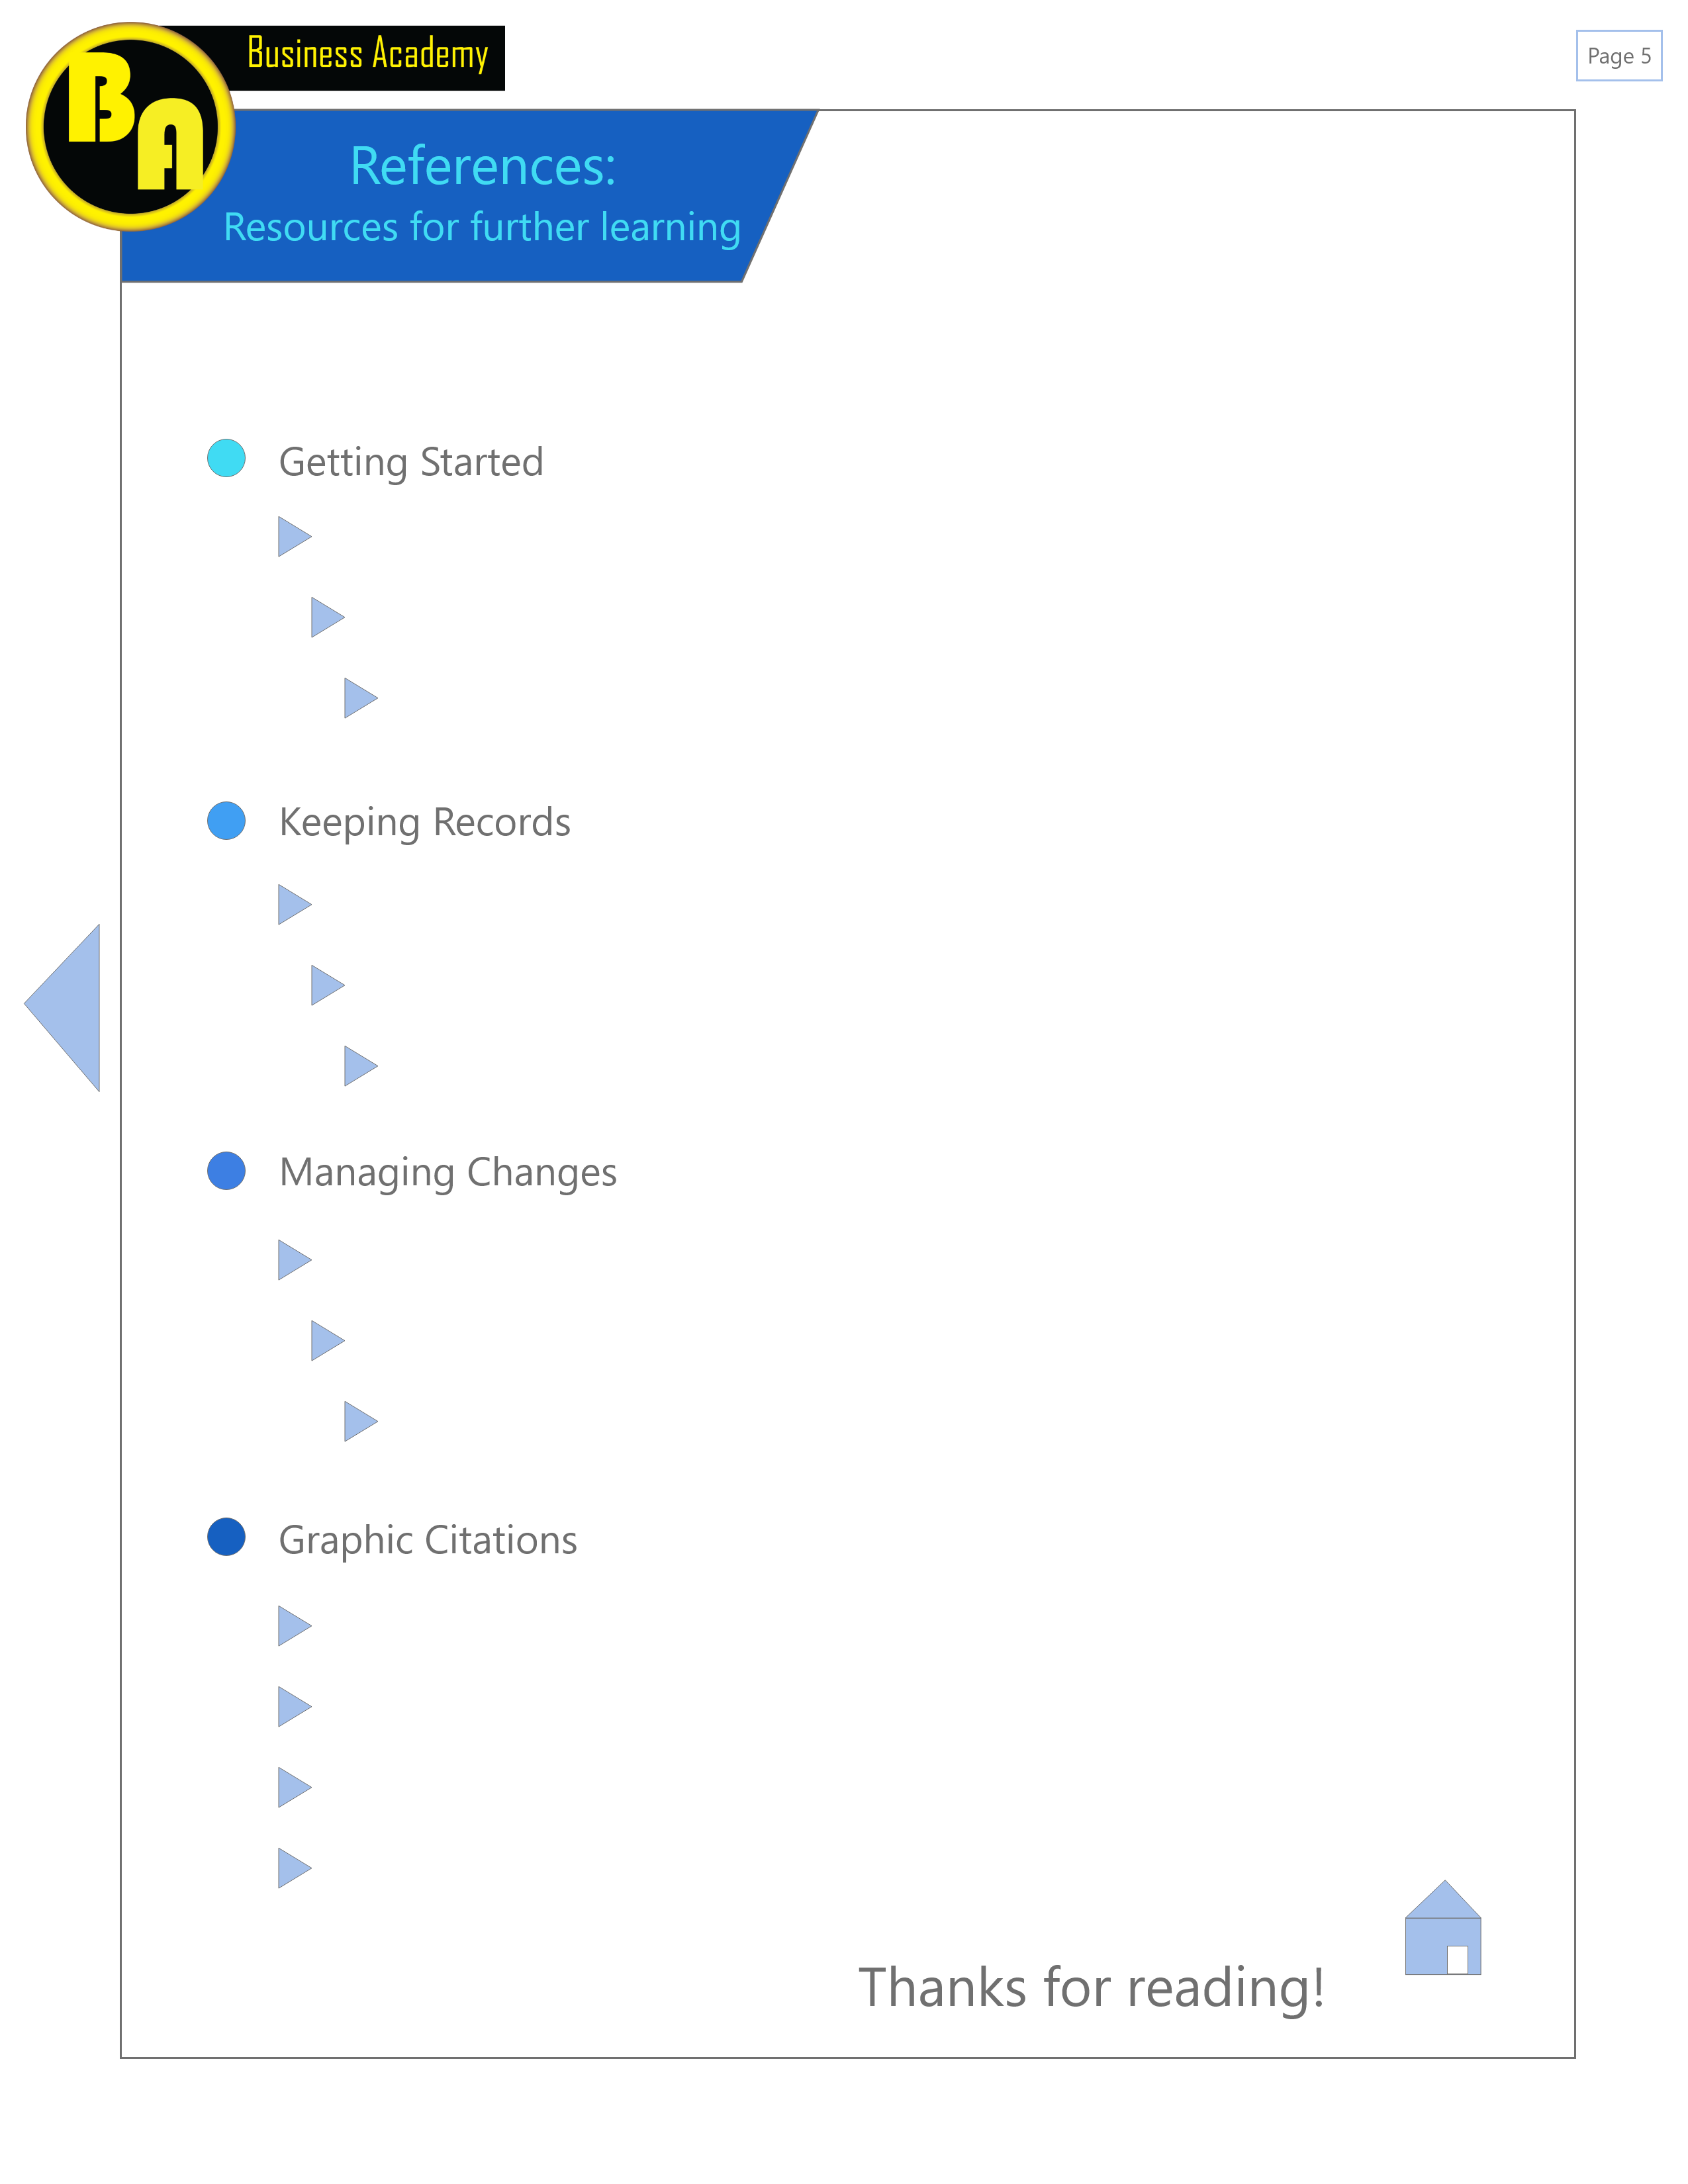 Business Academy
Page 5
BA
References:
Resources for further learning
Getting Started
Keeping Records
Managing Changes
Graphic Citations
Thanks for reading!